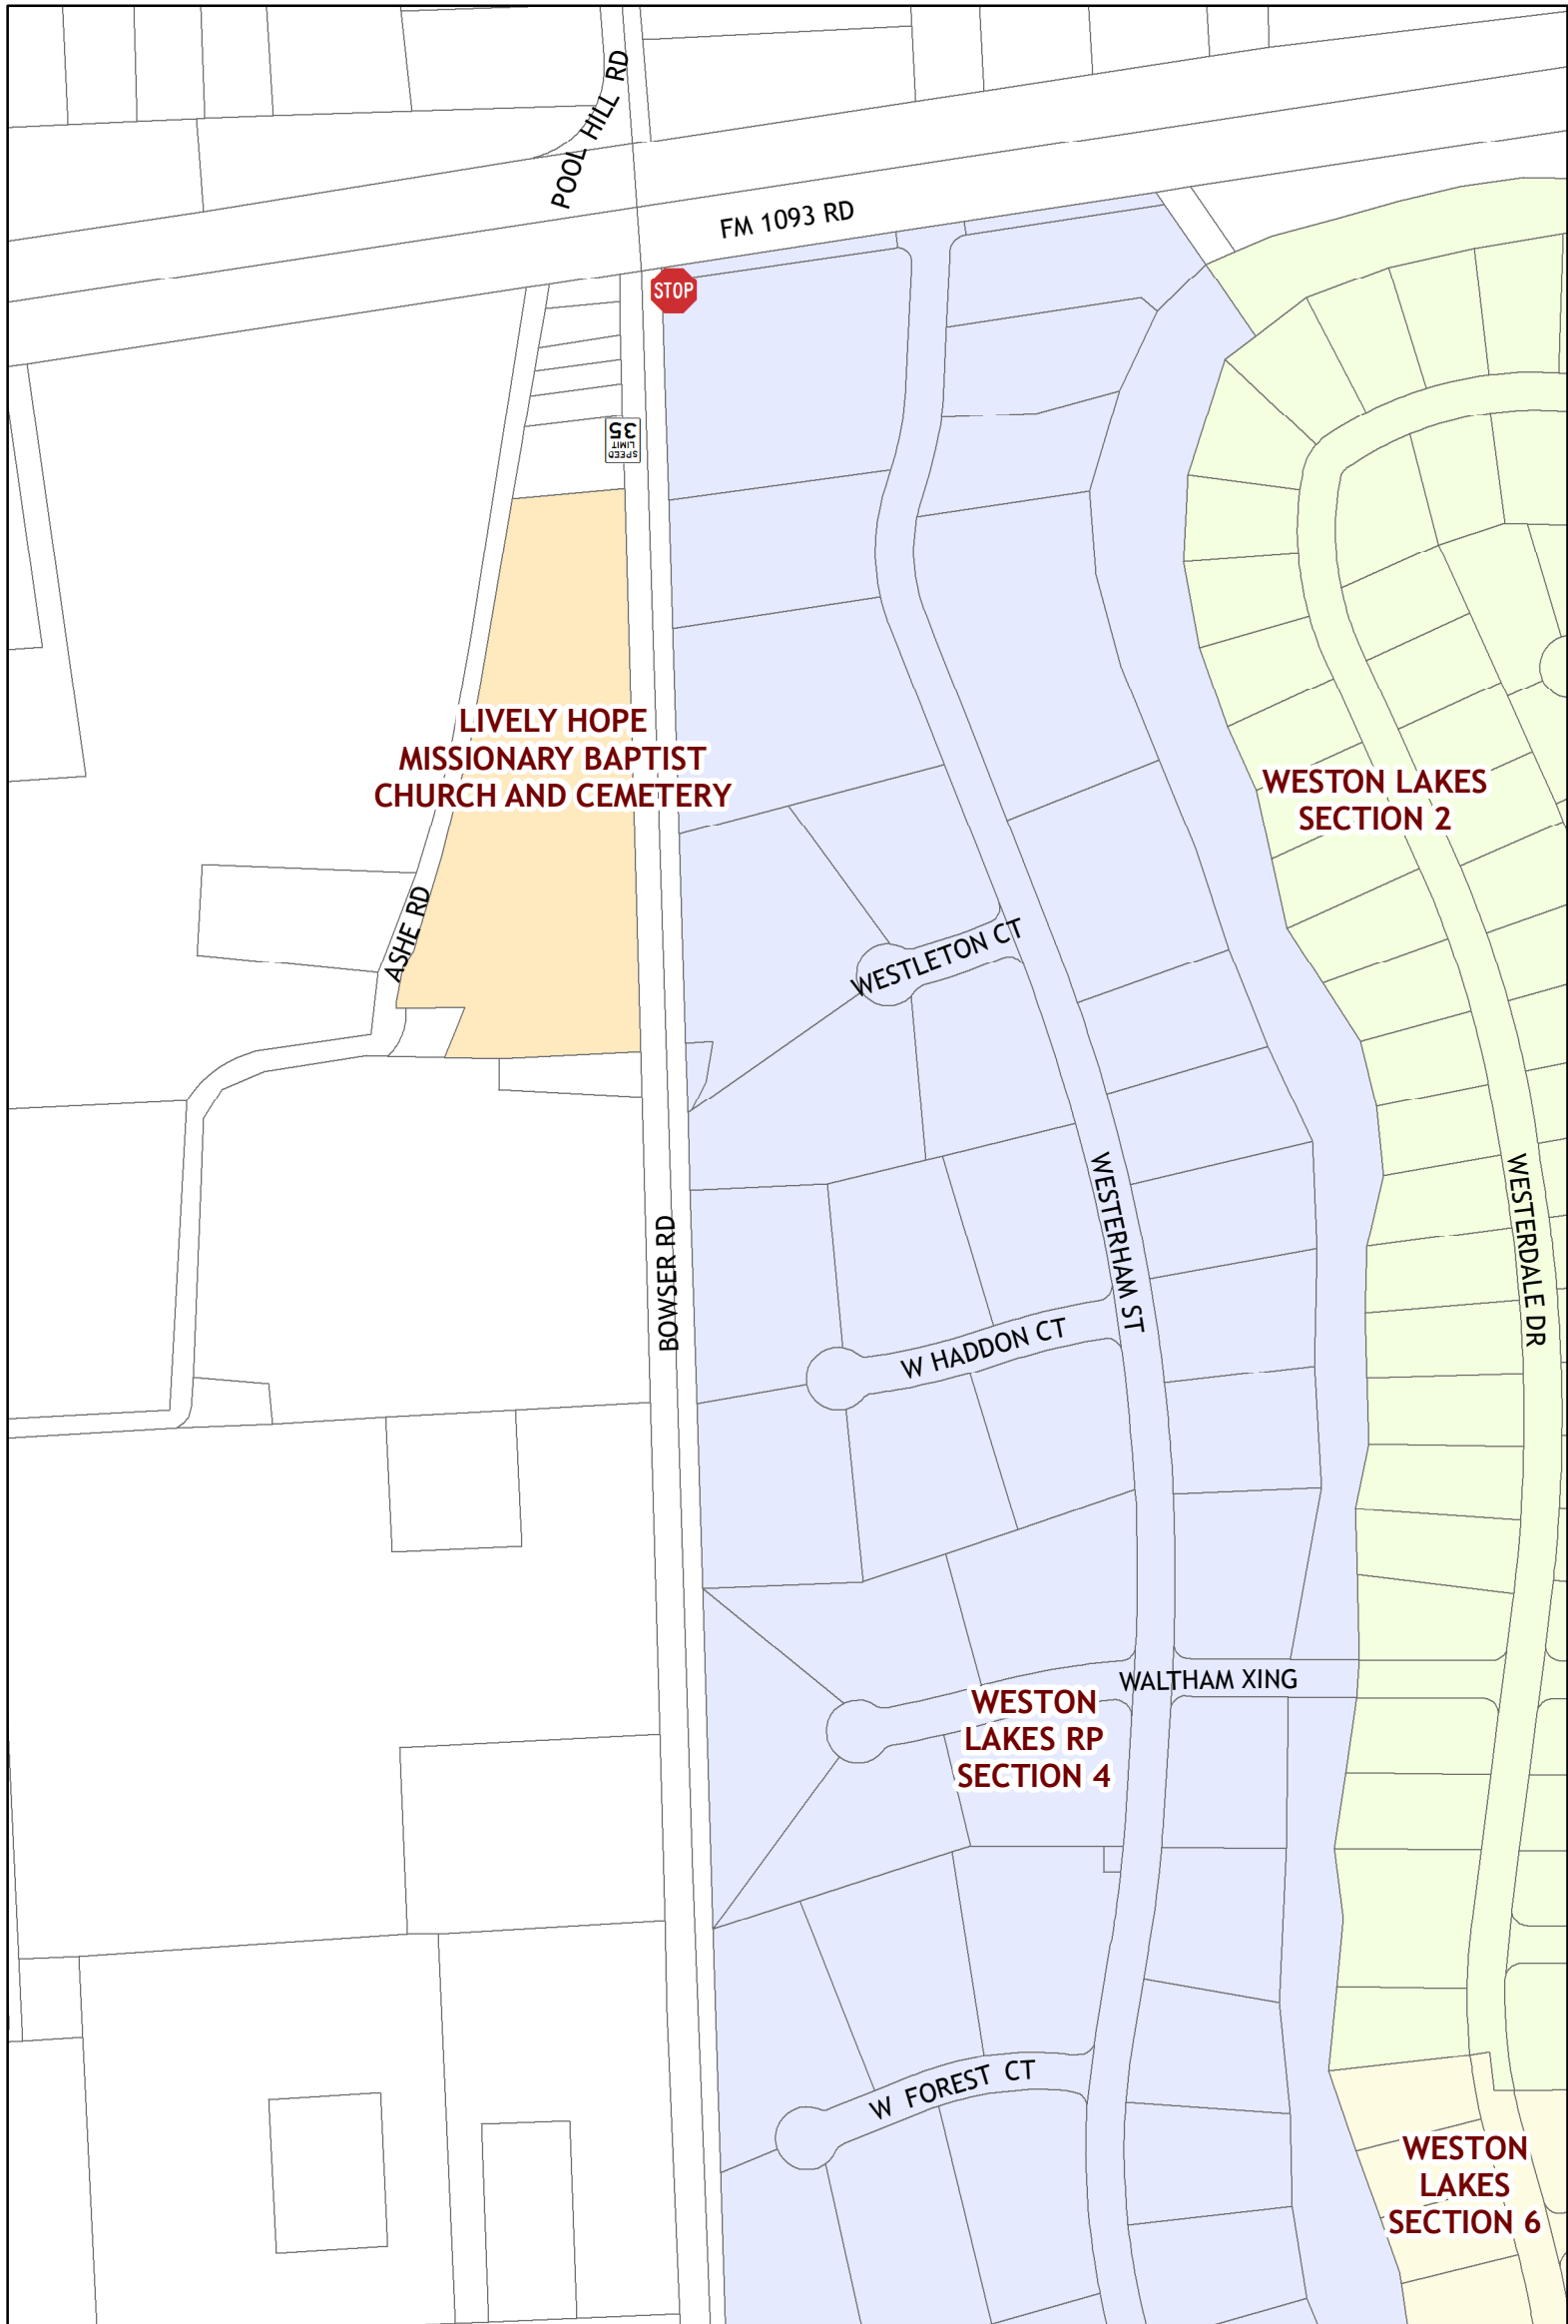 POOL HILL RD
FM 1093 RD
STOP
SPEED
LIMIT
35
LIVELY HOPE
MISSIONARY BAPTIST
CHURCH AND CEMETERY
WESTON LAKES
SECTION 2
ASHE RD
WESTLETON CT
WESTERHAM ST
WESTERDALE DR
BOWSER RD
W HADDON CT
WALTHAM XING
WESTON
LAKES RP
SECTION 4
W FOREST CT
WESTON
LAKES
SECTION 6